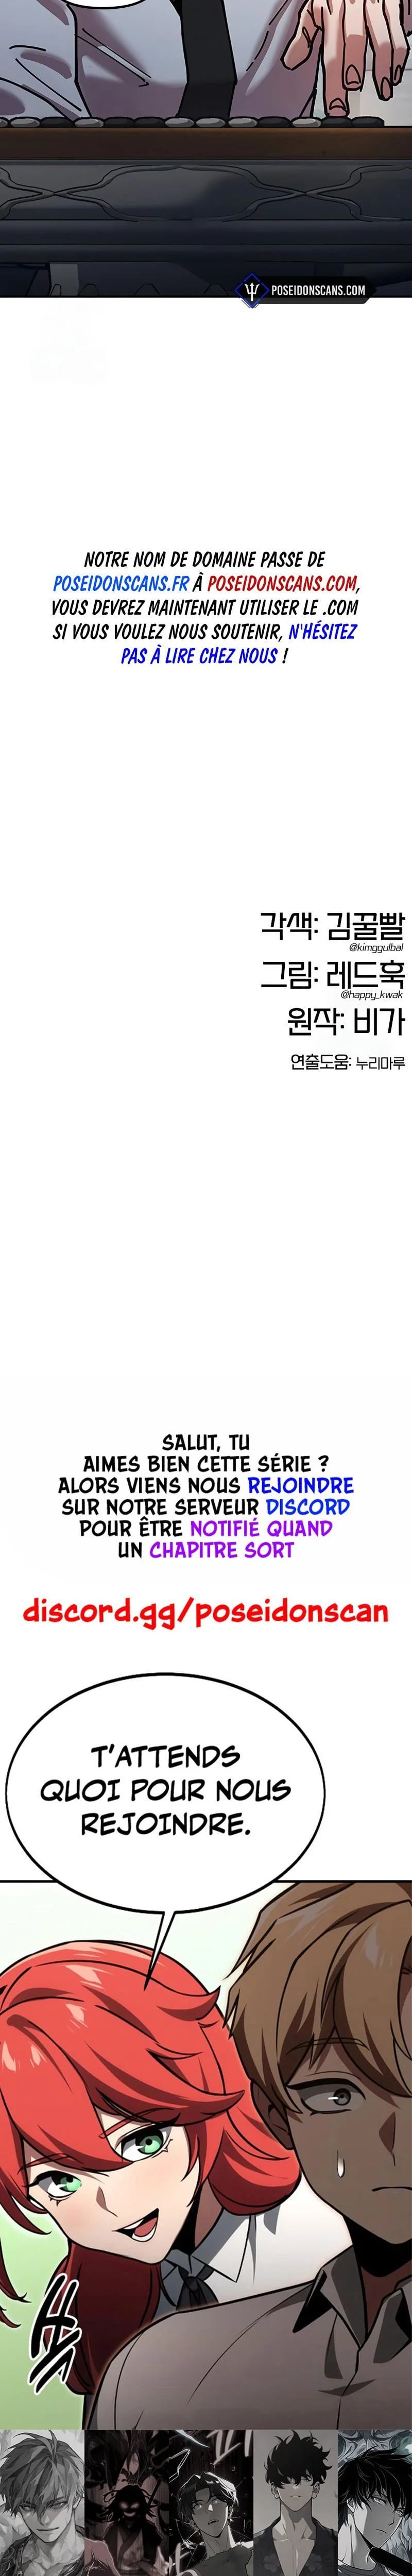 POSEIDONSCANS.COM
NOTRE NOM DE DOMAINE PASSE DE
POSEIDONSCANS.FR À POSEIDONSCANS.COM,
VOUS DEVREZ MAINTENANT UTILISER LE .COM
SI VOUS VOULEZ NOUS SOUTENIR, N'HÉSITEZ
PAS À LIRE CHEZ NOUS !
각색: 김꿀빨
@kimggulbal
그림: 레드훅
@happy_kwak
원작: 비가
연출도움: 누리마루
SALUT, TU
AIMES BIEN CETTE SÉRIE ?
ALORS VIENS NOUS REJOINDRE
SUR NOTRE SERVEUR DISCORD
POUR ÊTRE NOTIFIÉ QUAND
UN CHAPITRE SORT
discord.gg/poseidonscan
T'ATTENDS
QUOI POUR NOUS
REJOINDRE.